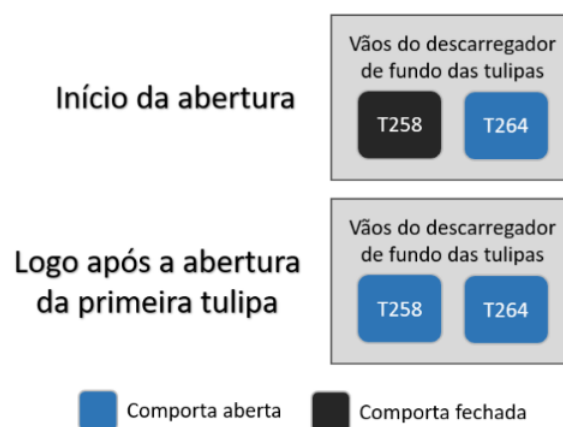 Início da abertura
Vãos do descarregador
de fundo das tulipas
T258 T264
Logo após a abertura
da primeira tulipa
Vãos do descarregador
de fundo das tulipas
T258 T264
Comporta aberta Comporta fechada